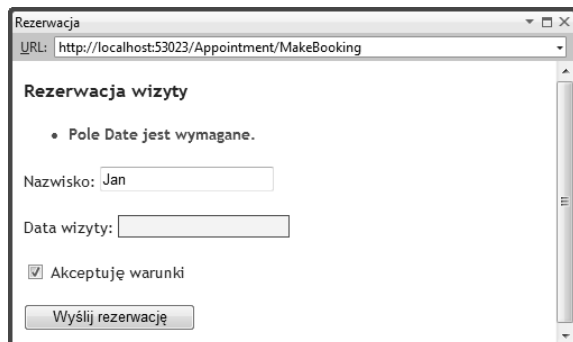 Rezerwacja
URL: http://localhost:53023/Appointment/MakeBooking
Rezerwacja wizyty
• Pole Date jest wymagane.
Nazwisko: Jan
Data wizyty:
Akceptuję warunki
Wyślij rezerwację